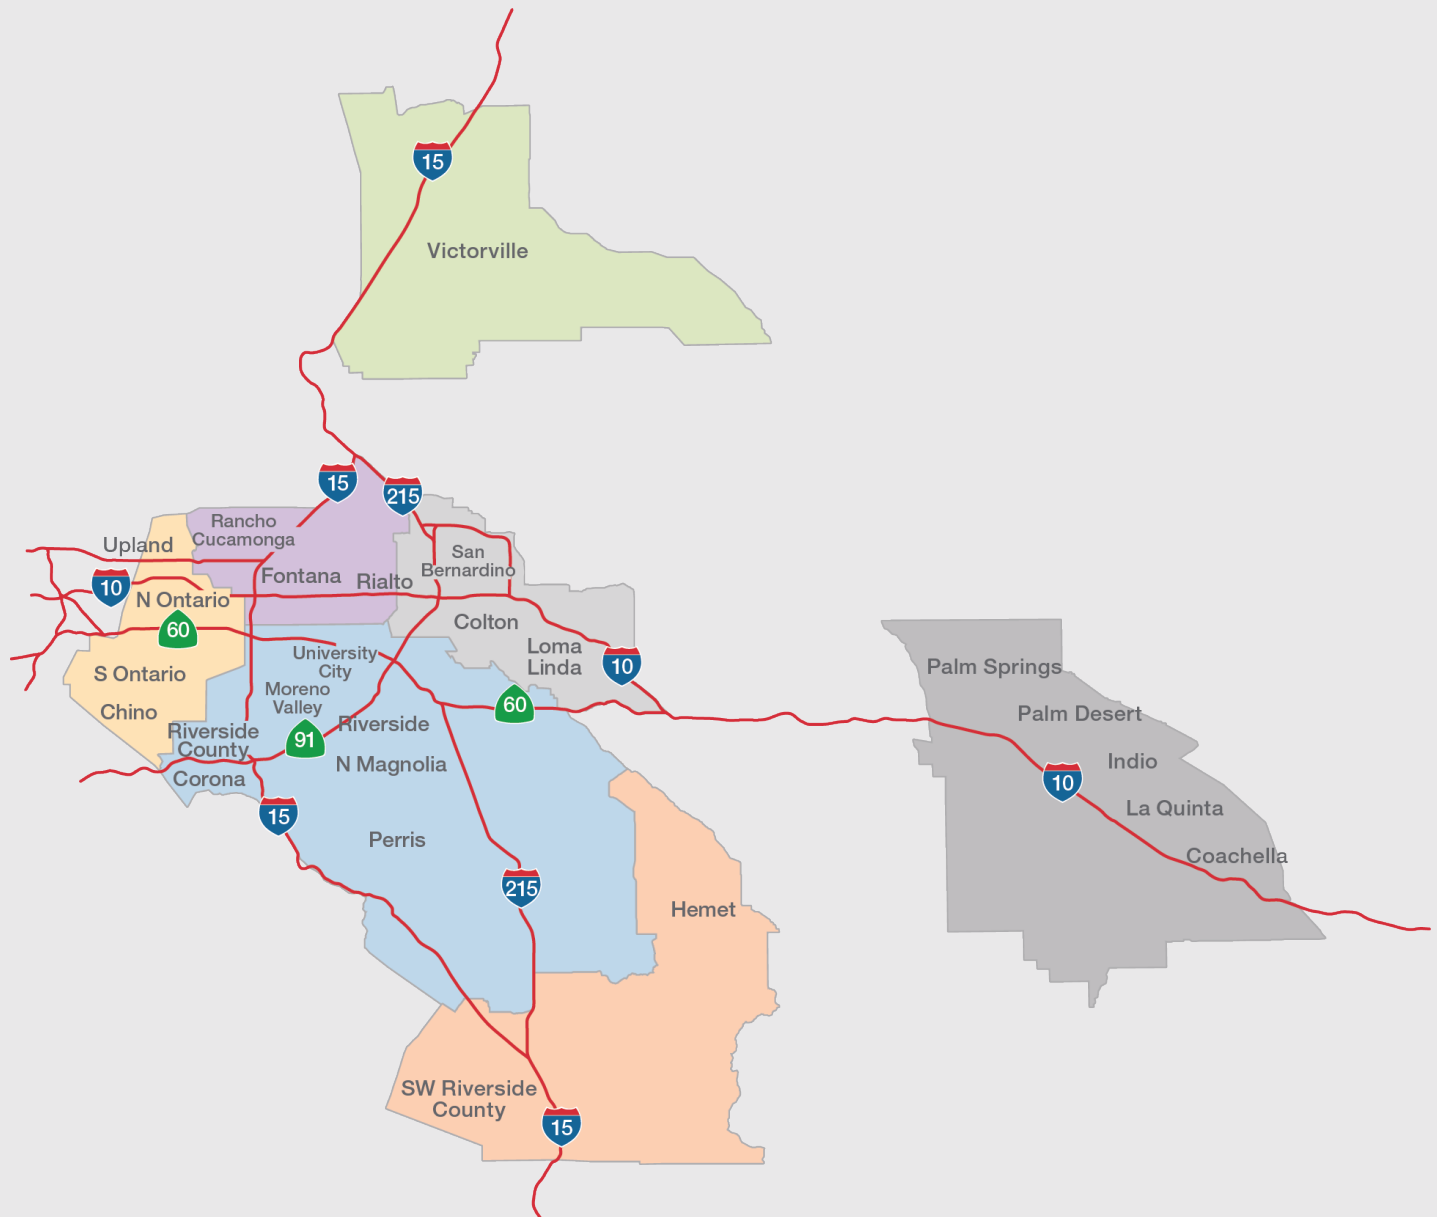 15
Victorville
15
215
Rancho
Cucamonga
Upland
San
Bernardino
Fontana
Rialto
10
N Ontario
60
Colton
University
City
Loma
Linda
10
S Ontario
Moreno
Valley
Chino
60
Riverside
Riverside
County
91
N Magnolia
Corona
15
Perris
215
Hemet
SW Riverside
County
15
Palm Springs
Palm Desert
Indio
10
La Quinta
Coachella